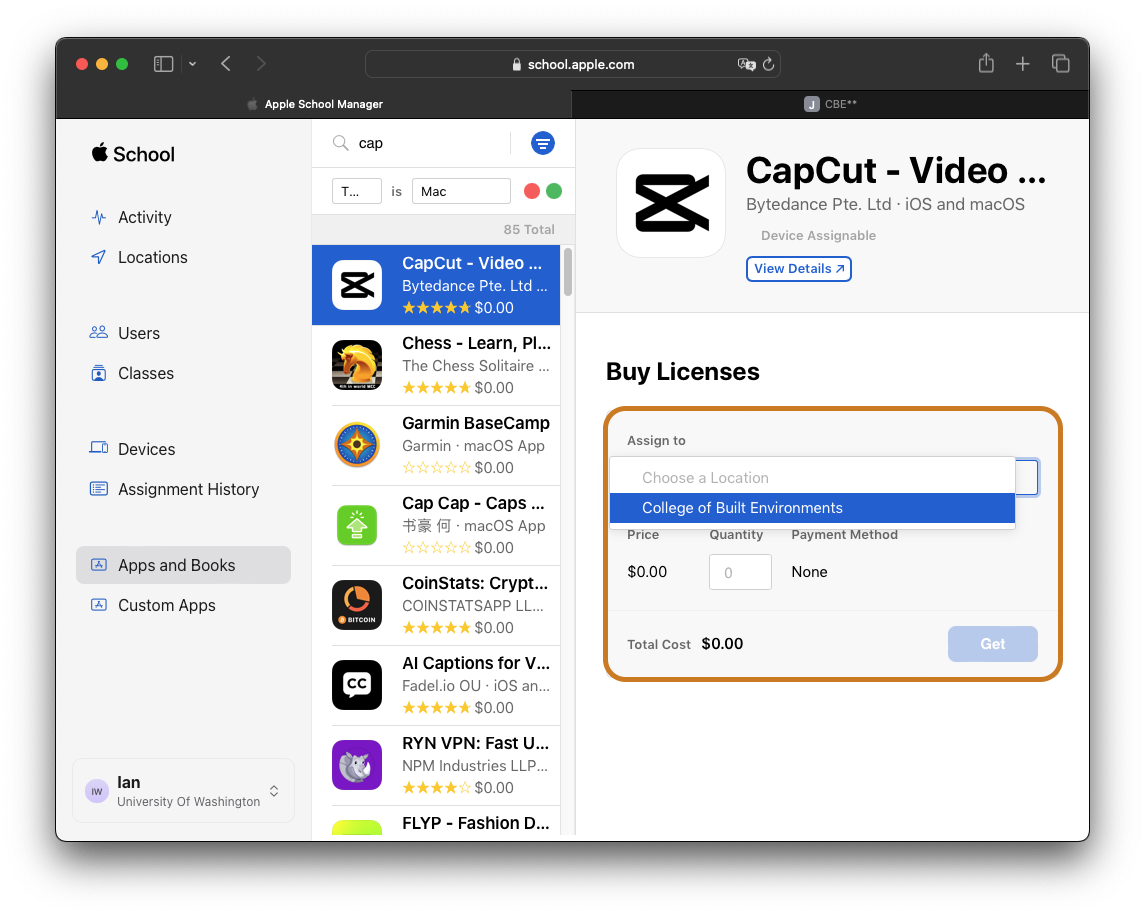 school.apple.com
Apple School Manager
J CBE**
School
Activity
Locations
Users
Classes
Devices
Assignment History
Apps and Books
Custom Apps
IW
Ian
University Of Washington
cap
T... is Mac
85 Total
CapCut - Video ...
Bytedance Pte. Ltd ...
$0.00
Chess - Learn, Pl...
The Chess Solitaire ...
$0.00
Garmin BaseCamp
Garmin · macOS App
$0.00
Cap Cap - Caps ...
书豪 何 · macOS App
$0.00
CoinStats: Crypt...
COINSTATSAPP LL...
$0.00
BITCOIN
AI Captions for V...
Fadel.io OU · iOS an...
$0.00
CC
RYN VPN: Fast U...
NPM Industries LLP...
$0.00
FLYP - Fashion D...
CapCut - Video ...
Bytedance Pte. Ltd · iOS and macOS
Device Assignable
View Details ↗
Buy Licenses
Assign to
Choose a Location
College of Built Environments
Price Quantity Payment Method
$0.00 0 None
Total Cost $0.00 Get